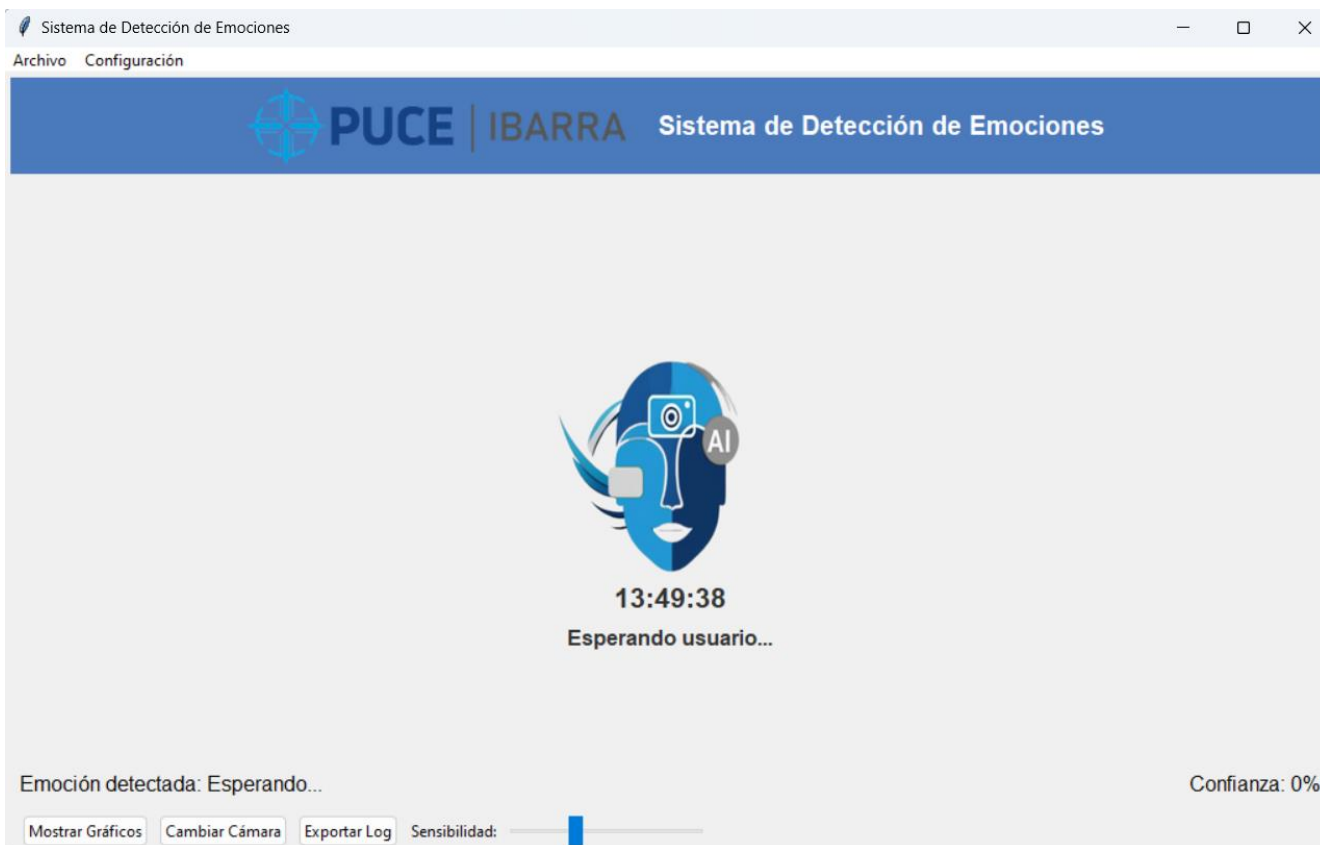 Sistema de Detección de Emociones
Archivo Configuración
PUCE | IBARRA Sistema de Detección de Emociones
AI
13:49:38
Esperando usuario...
Emoción detectada: Esperando... Confianza: 0%
Mostrar Gráficos Cambiar Cámara Exportar Log Sensibilidad: